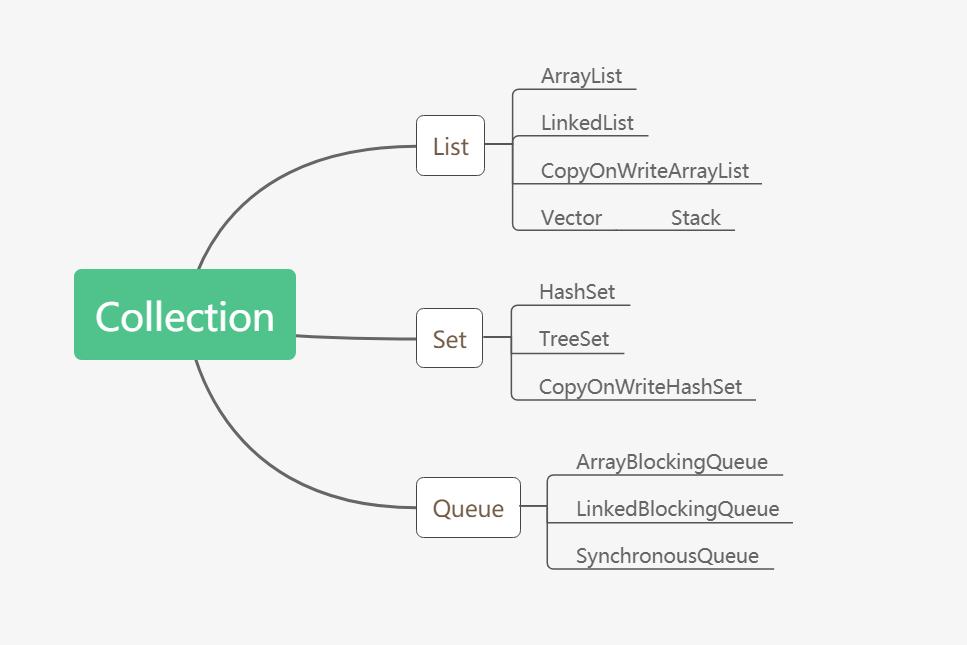 Collection
List
ArrayList
LinkedList
CopyOnWriteArrayList
Vector Stack
Set
HashSet
TreeSet
CopyOnWriteHashSet
Queue
ArrayBlockingQueue
LinkedBlockingQueue
SynchronousQueue